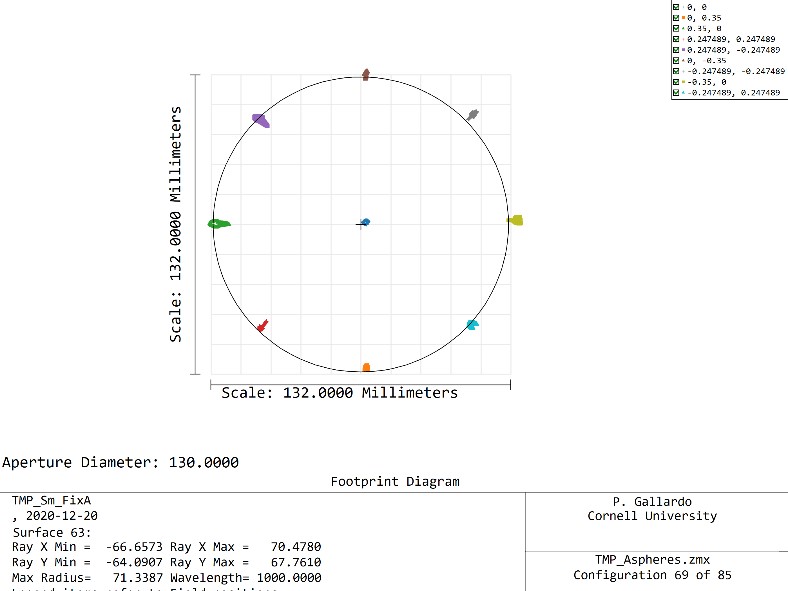 0, 0
0, 0.35
0.35, 0
0.247489, 0.247489
0.247489, -0.247489
0, -0.35
-0.247489, -0.247489
-0.35, 0
-0.247489, 0.247489
Scale: 132.0000 Millimeters
Scale: 132.0000 Millimeters
Aperture Diameter: 130.0000
Footprint Diagram
TMP_Sm_FixA
, 2020-12-20
Surface 63:
Ray X Min = -66.6573 Ray X Max = 70.4780
Ray Y Min = -64.0907 Ray Y Max = 67.7610
Max Radius= 71.3387 Wavelength= 1000.0000
P. Gallardo
Cornell University
TMP_Aspheres.zmx
Configuration 69 of 85